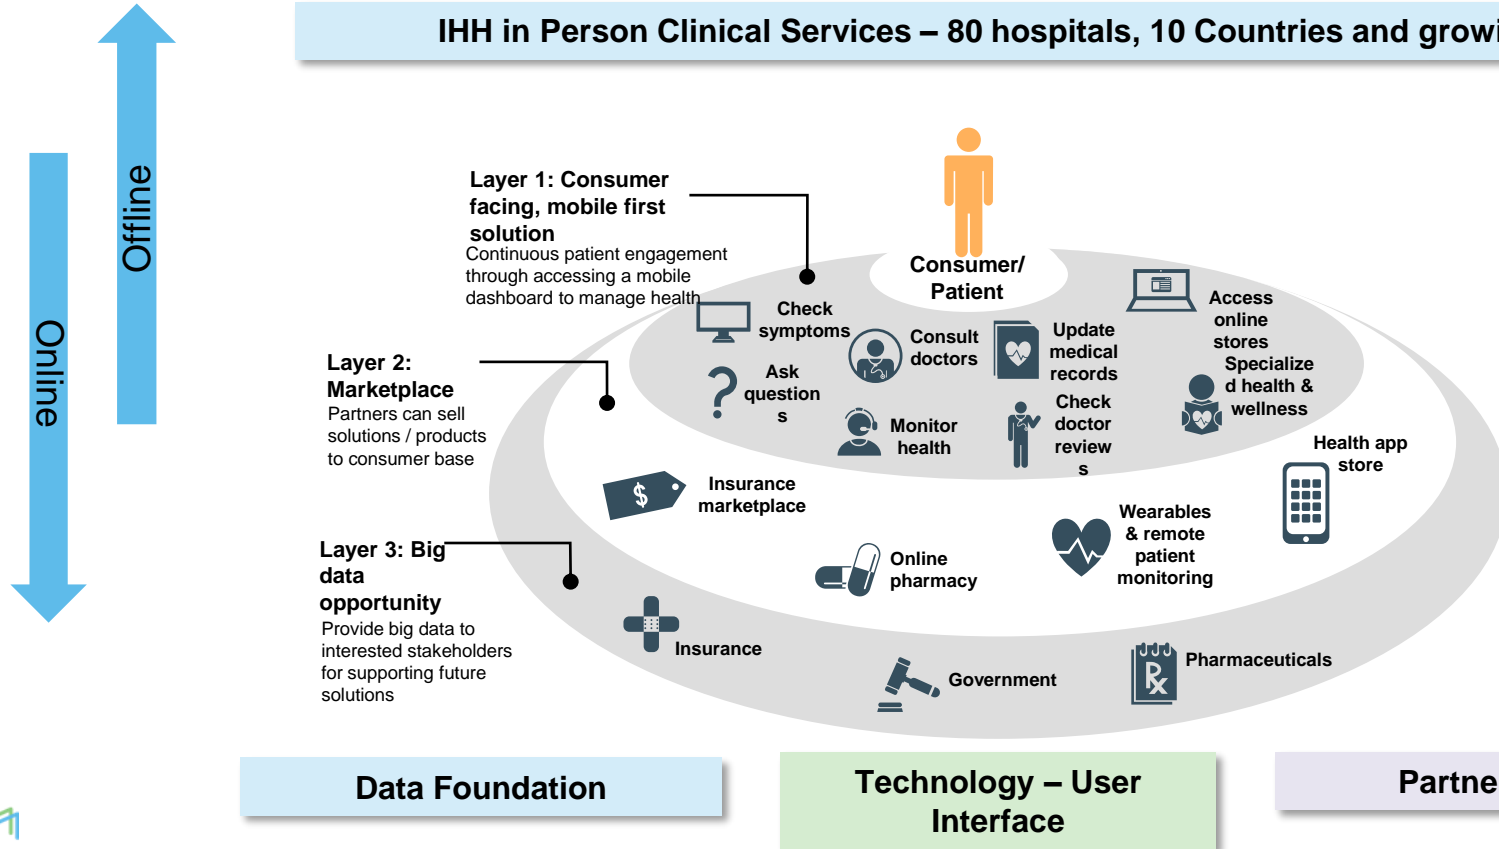 IHH in Person Clinical Services – 80 hospitals, 10 Countries and growi
Offline
Online
Layer 1: Consumer
facing, mobile first
solution
Continuous patient engagement
through accessing a mobile
dashboard to manage health
Consumer/
Patient
Check
symptoms
Consult
doctors
Update
medical
records
Access
online
stores
Ask
question
s
Monitor
health
Check
doctor
review
s
Specialize
d health &
wellness
Layer 2:
Marketplace
Partners can sell
solutions / products
to consumer base
$
Insurance
marketplace
Online
pharmacy
Wearables
& remote
patient
monitoring
Health app
store
Layer 3: Big
data
opportunity
Provide big data to
interested stakeholders
for supporting future
solutions
Insurance
Government
Rx
Pharmaceuticals
Data Foundation
Technology – User
Interface
Partne